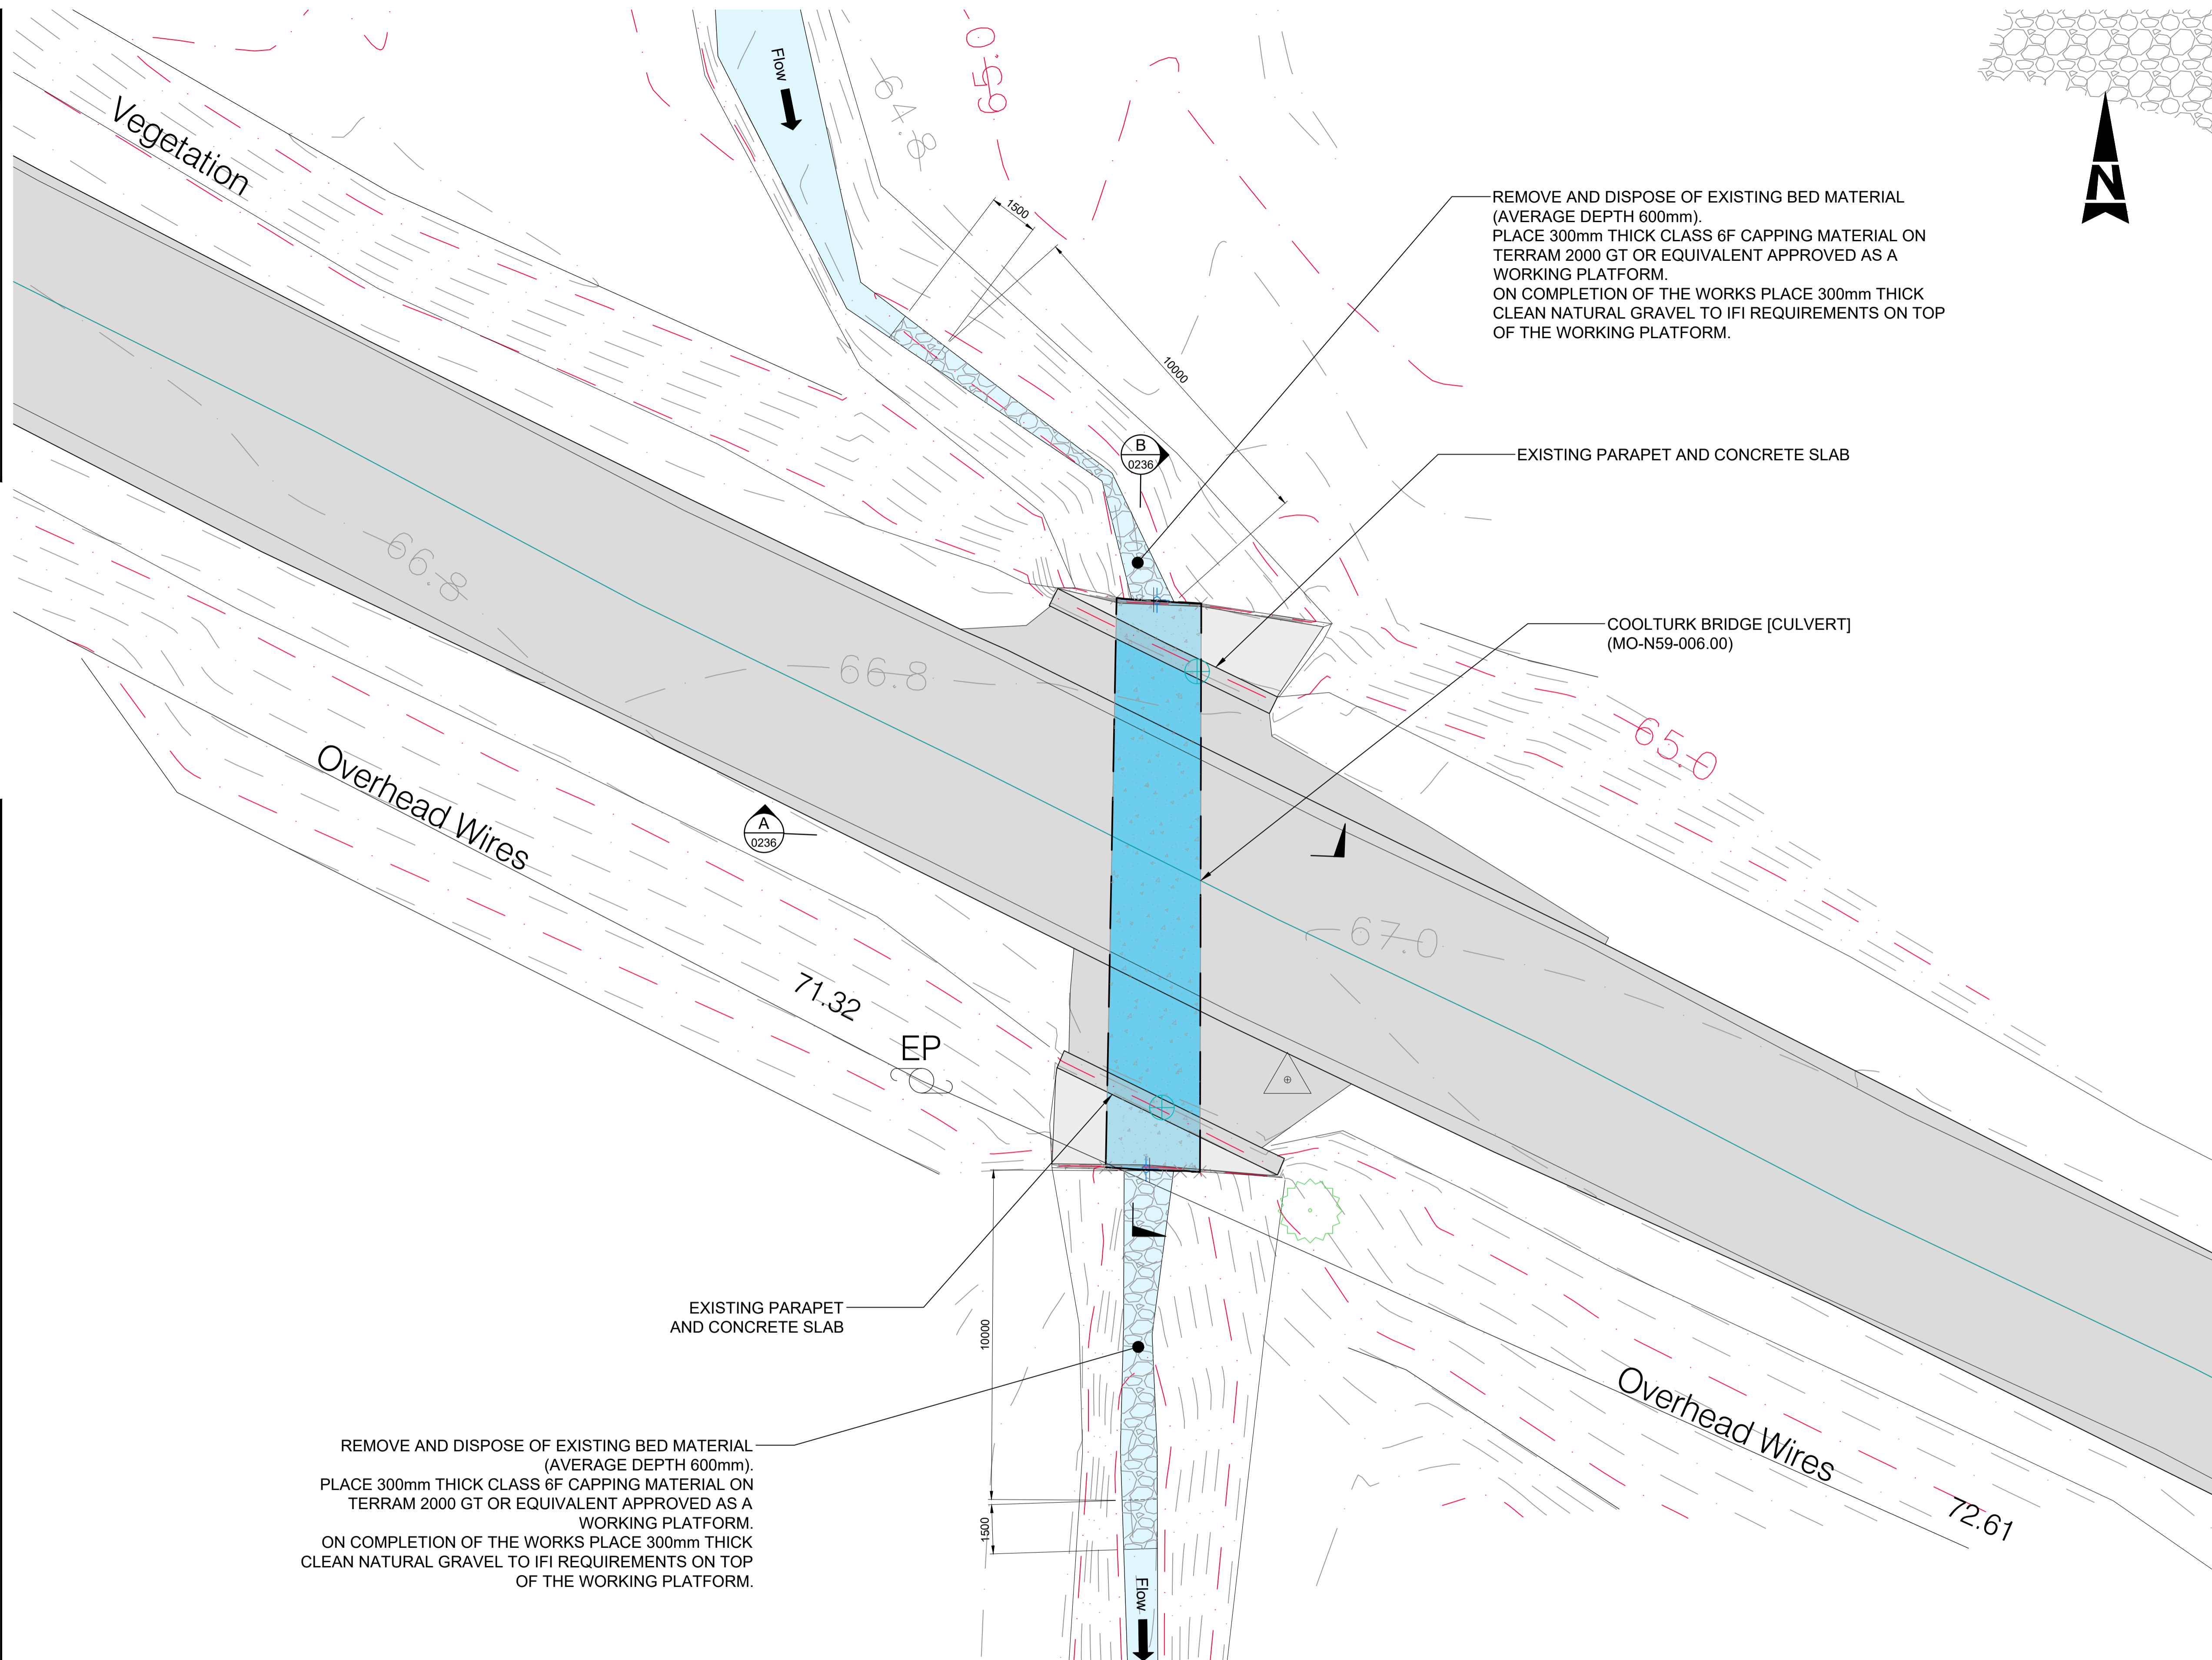 Flow
64.8
65.0
N
Vegetation
1500
REMOVE AND DISPOSE OF EXISTING BED MATERIAL
(AVERAGE DEPTH 600mm).
PLACE 300mm THICK CLASS 6F CAPPING MATERIAL ON
TERRAM 2000 GT OR EQUIVALENT APPROVED AS A
WORKING PLATFORM.
ON COMPLETION OF THE WORKS PLACE 300mm THICK
CLEAN NATURAL GRAVEL TO IFI REQUIREMENTS ON TOP
OF THE WORKING PLATFORM.
10000
B
0236
EXISTING PARAPET AND CONCRETE SLAB
66.8
COOLTURK BRIDGE [CULVERT]
(MO-N59-006.00)
66.8
65.0
Overhead Wires
A
0236
67.0
71.32
EP
EXISTING PARAPET
AND CONCRETE SLAB
10000
REMOVE AND DISPOSE OF EXISTING BED MATERIAL
(AVERAGE DEPTH 600mm).
PLACE 300mm THICK CLASS 6F CAPPING MATERIAL ON
TERRAM 2000 GT OR EQUIVALENT APPROVED AS A
WORKING PLATFORM.
ON COMPLETION OF THE WORKS PLACE 300mm THICK
CLEAN NATURAL GRAVEL TO IFI REQUIREMENTS ON TOP
OF THE WORKING PLATFORM.
Overhead Wires
72.61
1500
Flow